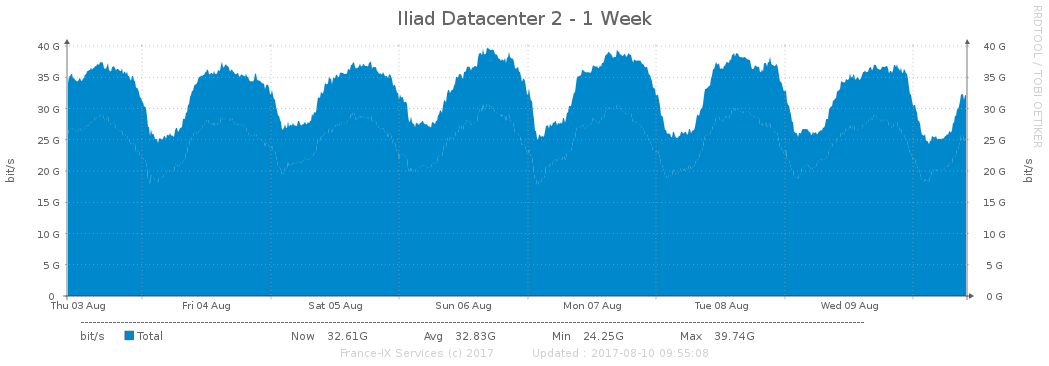 Iliad Datacenter 2 - 1 Week
RRDTOOL / TOBI OETIKER
40 G 40 G
35 G 35 G
30 G 30 G
25 G 25 G
20 G 20 G
15 G 15 G
10 G 10 G
5 G 5 G
0 0 G
bit/s bit/s
Thu 03 Aug Fri 04 Aug Sat 05 Aug Sun 06 Aug Mon 07 Aug Tue 08 Aug Wed 09 Aug
bit/s Total Now 32.61G Avg 32.83G Min 24.25G Max 39.74G
France-IX Services (c) 2017 Updated : 2017-08-10 09:55:08